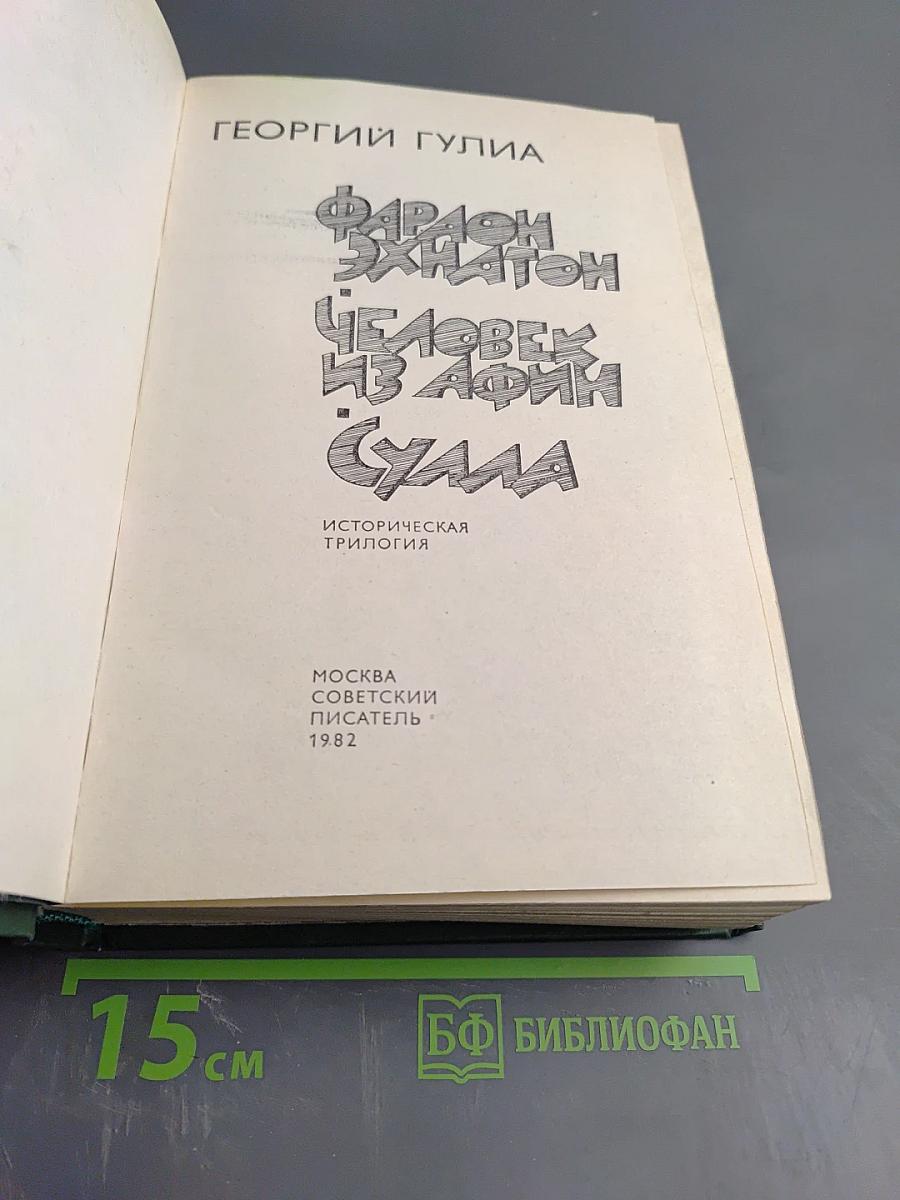 ГЕОРГИЙ ГУЛИА
ФАРАОН
ЭХНАТОН
ЧЕЛОВЕК
ИЗ АФИН
СУЛЛА
ИСТОРИЧЕСКАЯ
ТРИЛОГИЯ
МОСКВА
СОВЕТСКИЙ
ПИСАТЕЛЬ
1982
15 см
БФ БИБЛИОФАН